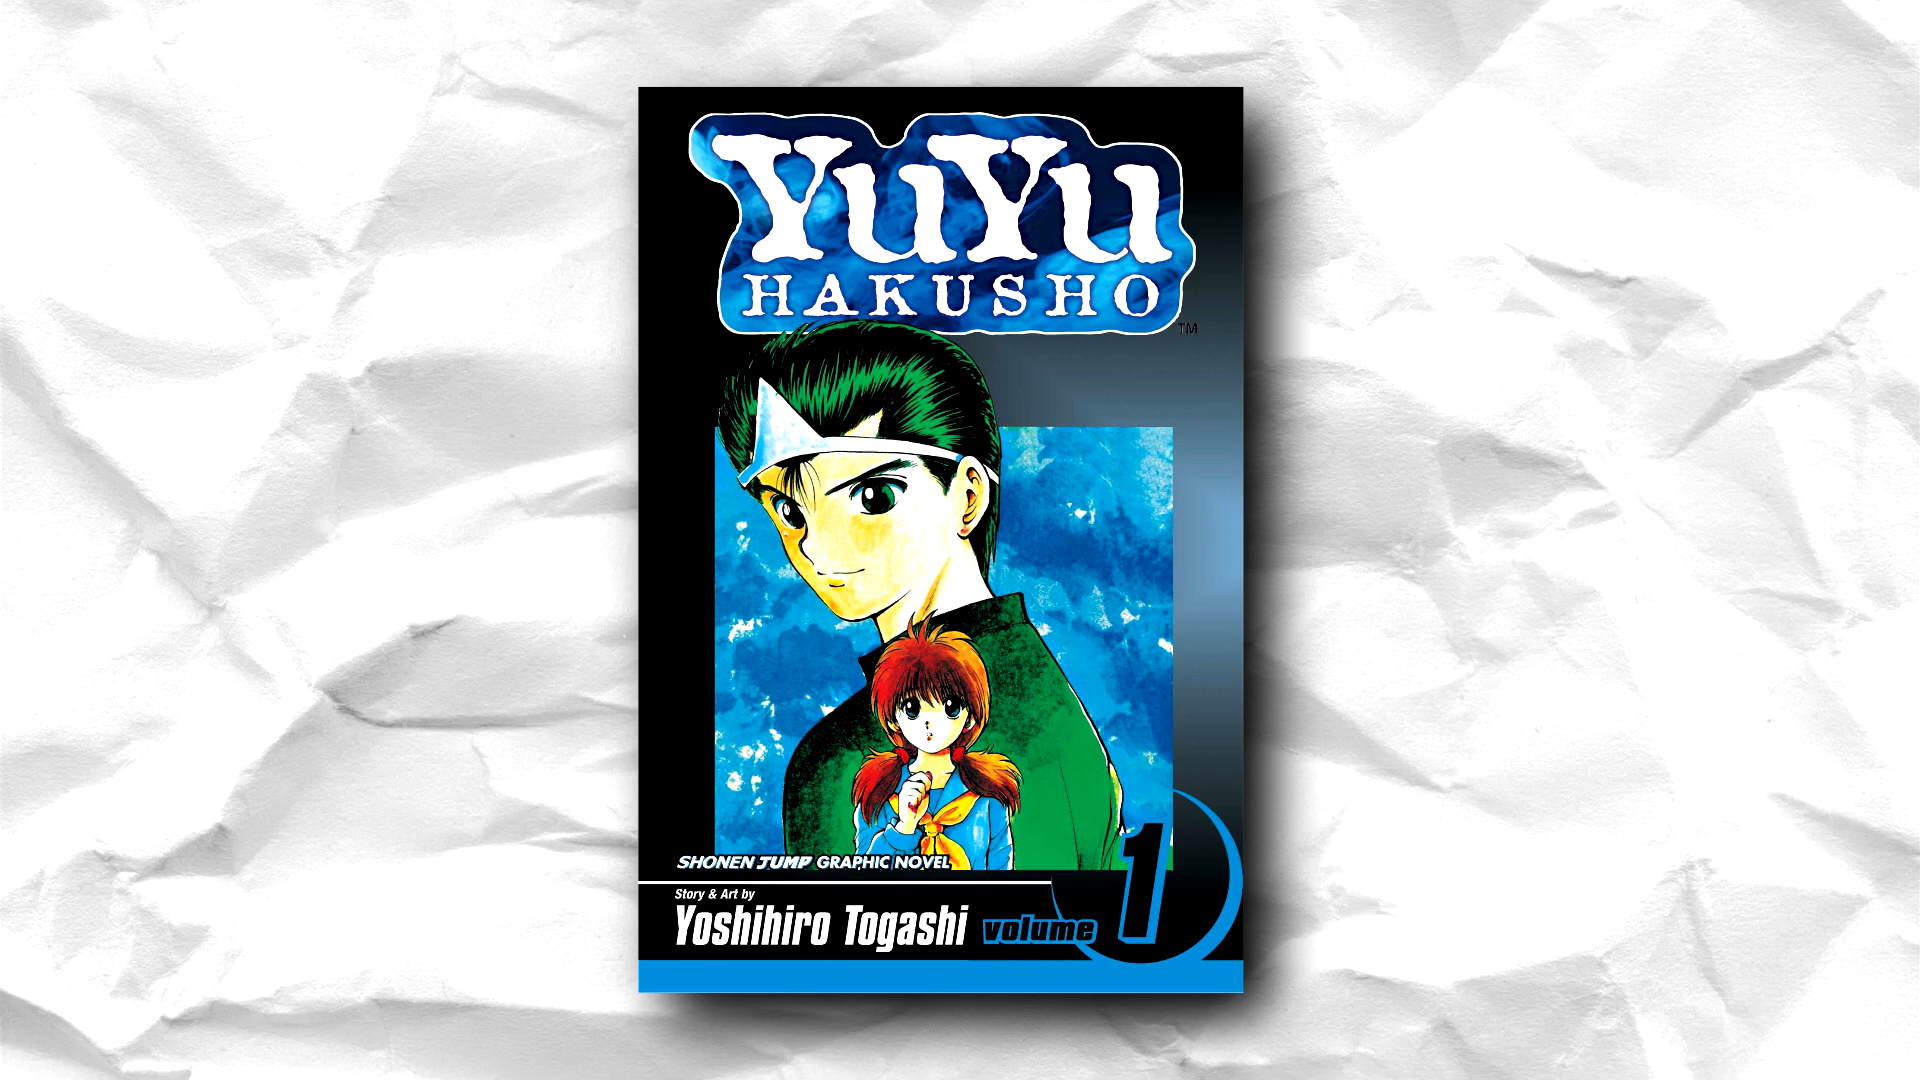 YuYu
HAKUSHO
TM
SHONEN JUMP GRAPHIC NOVEL
Story & Art by
Yoshihiro Togashi
volume 1